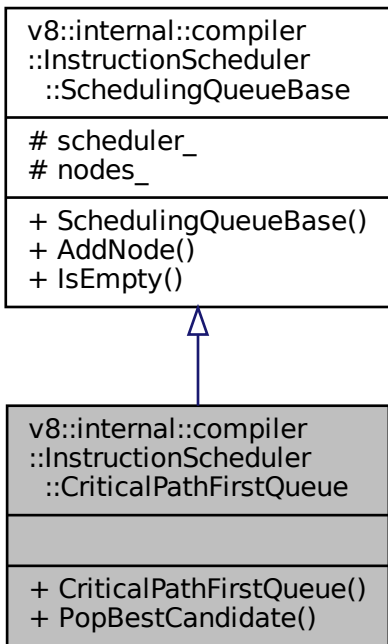 v8::internal::compiler
::InstructionScheduler
::SchedulingQueueBase
# scheduler_
# nodes_
+ SchedulingQueueBase()
+ AddNode()
+ IsEmpty()
v8::internal::compiler
::InstructionScheduler
::CriticalPathFirstQueue
+ CriticalPathFirstQueue()
+ PopBestCandidate()